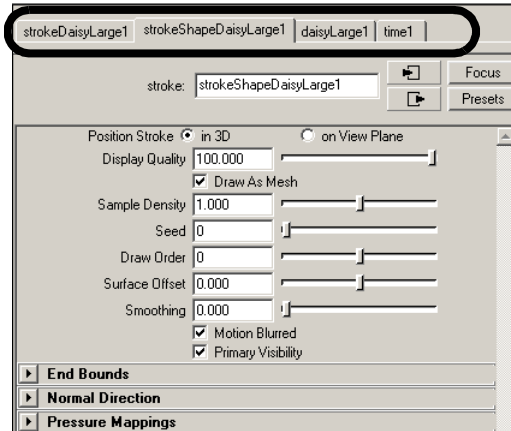 strokeDaisyLarge1 strokeShapeDaisyLarge1 daisyLarge1 time1
stroke: strokeShapeDaisyLarge1 Focus
Presets
Position Stroke in 3D on View Plane
Display Quality 100.000
Draw As Mesh
Sample Density 1.000
Seed 0
Draw Order 0
Surface Offset 0.000
Smoothing 0.000
Motion Blurred
Primary Visibility
End Bounds
Normal Direction
Pressure Mappings